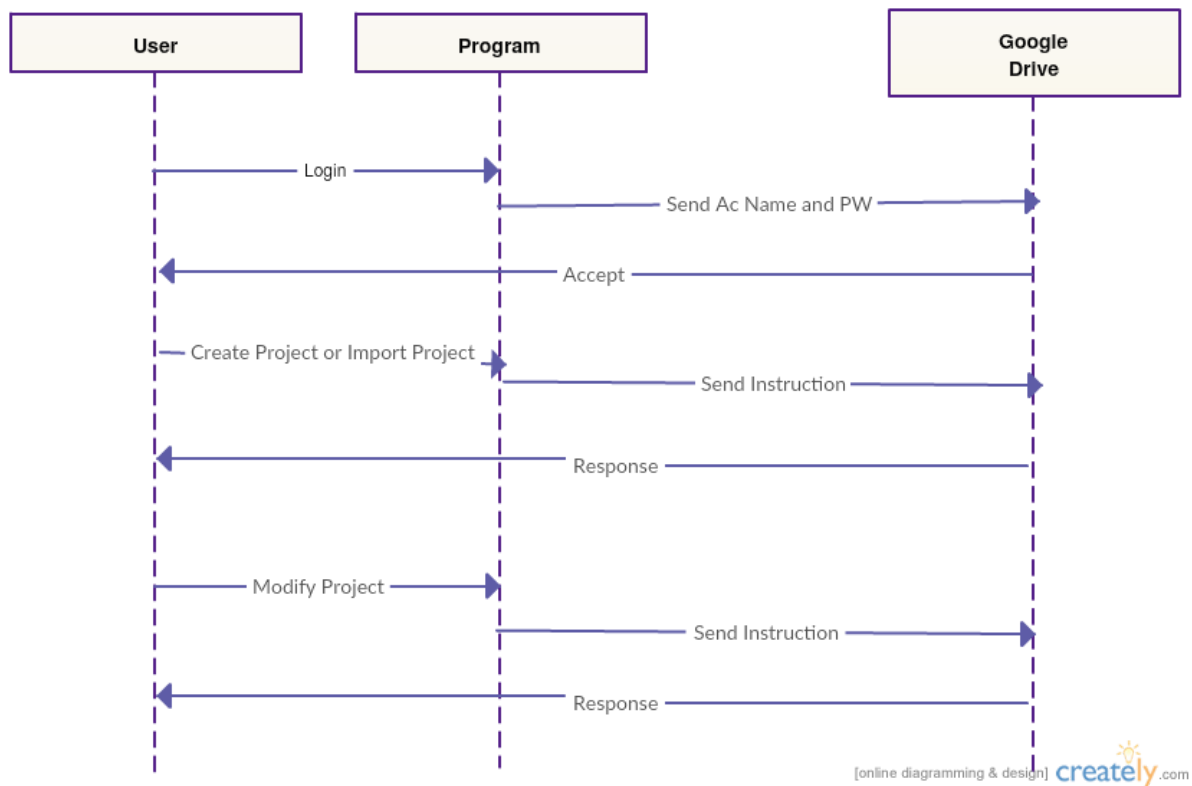 User
Program
Google
Drive
Login
Send Ac Name and PW
Accept
Create Project or Import Project
Send Instruction
Response
Modify Project
Send Instruction
Response
[online diagramming & design] creately.com